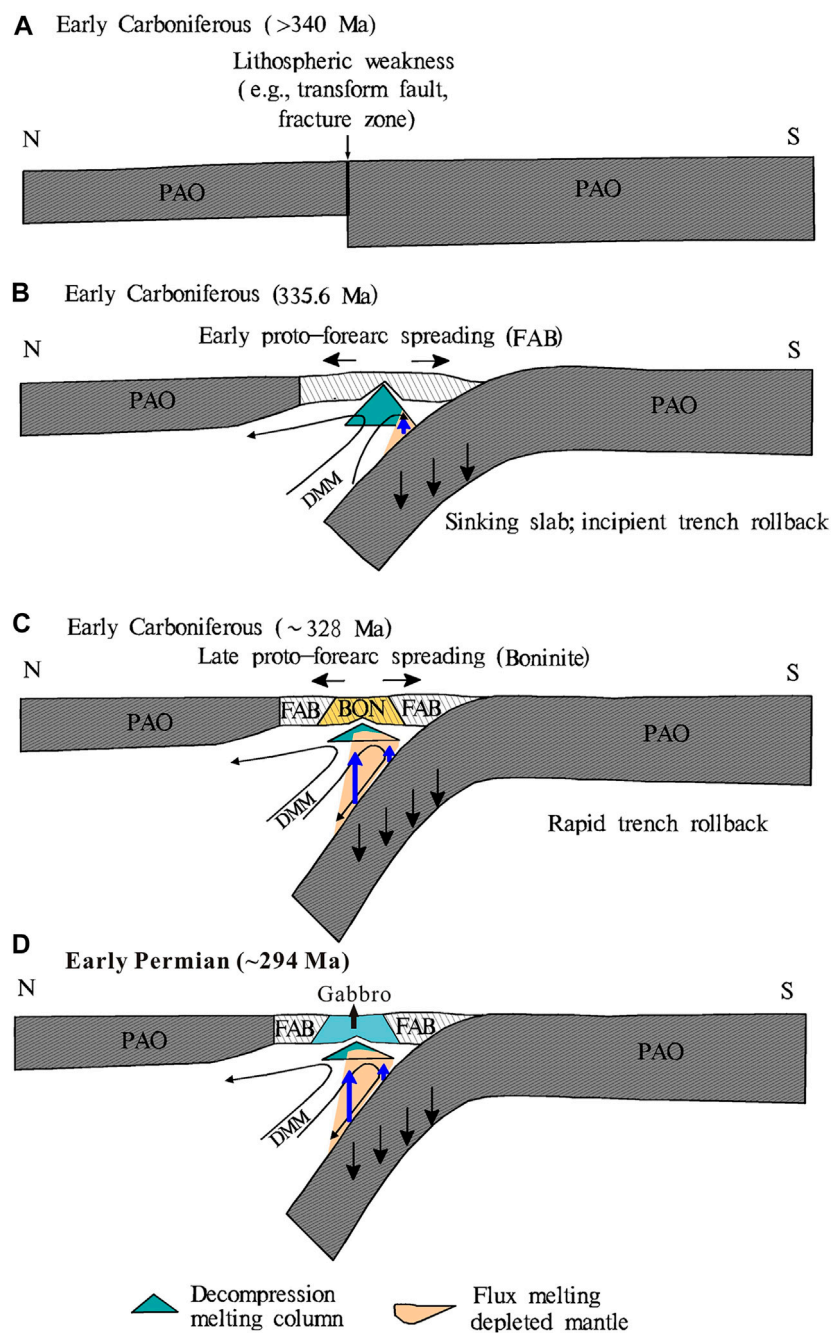 A Early Carboniferous (>340 Ma)
Lithospheric weakness
(e.g., transform fault,
fracture zone)
N
S
PAO
PAO
B Early Carboniferous (335.6 Ma)
Early proto-forearc spreading (FAB)
N
S
PAO
PAO
DMM
Sinking slab; incipient trench rollback
C Early Carboniferous (~328 Ma)
Late proto-forearc spreading (Boninite)
N
S
FAB BON FAB
PAO
PAO
DMM
Rapid trench rollback
D Early Permian (~294 Ma)
N
Gabbro
S
FAB FAB
PAO
PAO
DMM
Decompression
melting column
Flux melting
depleted mantle